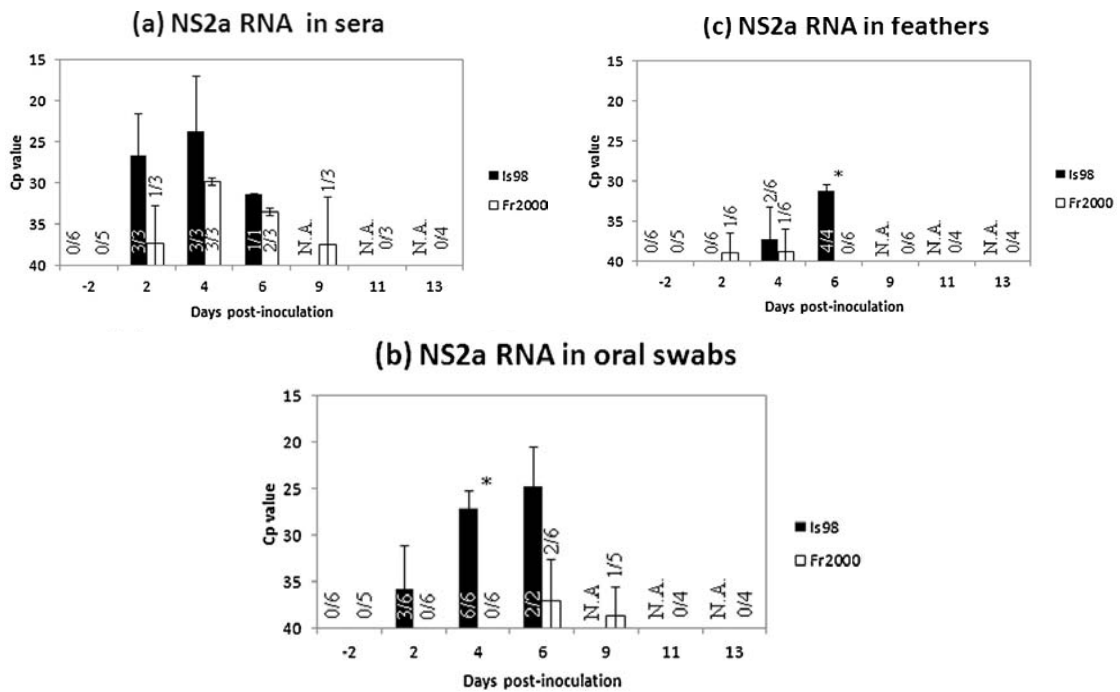 (a) NS2a RNA in sera
15
20
25
30
35
40
Cp value
0/6
0/5
3/3
1/3
3/3
3/3
1/1
2/3
N.A.
1/3
N.A.
0/3
N.A.
0/4
-2 2 4 6 9 11 13
Days post-inoculation
Is98
Fr2000
(c) NS2a RNA in feathers
15
20
25
30
35
40
Cp value
0/6
0/5
0/6
1/6
2/6
1/6
4/4
*
0/6
N.A.
0/6
N.A.
0/4
N.A.
0/4
-2 2 4 6 9 11 13
Days post-inoculation
Is98
Fr2000
(b) NS2a RNA in oral swabs
15
20
25
30
35
40
Cp value
0/6
0/5
3/6
0/6
6/6
*
0/6
2/2
2/6
N.A
1/5
N.A.
0/4
N.A.
0/4
-2 2 4 6 9 11 13
Days post-inoculation
Is98
Fr2000